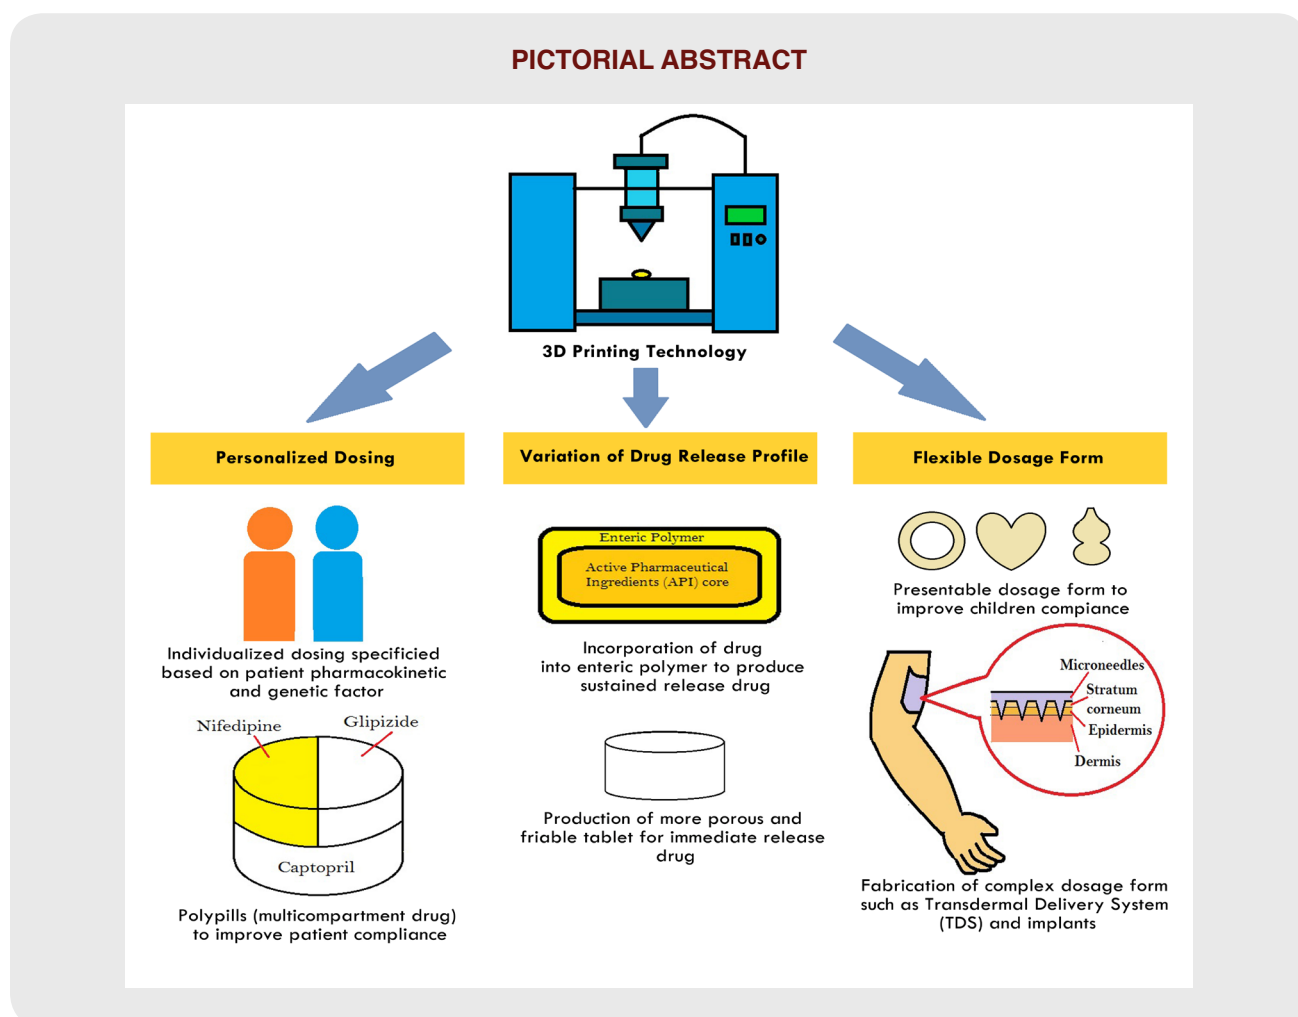 PICTORIAL ABSTRACT
3D Printing Technology
Personalized Dosing
Individualized dosing specificied
based on patient pharmacokinetic
and genetic factor
Nifedipine
Glipizide
Captopril
Polypills (multicompartment drug)
to improve patient compliance
Variation of Drug Release Profile
Enteric Polymer
Active Pharmaceutical
Ingredients (API) core
Incorporation of drug
into enteric polymer to produce
sustained release drug
Production of more porous and
friable tablet for immediate release
drug
Flexible Dosage Form
Presentable dosage form to
improve children compiance
Microneedles
Stratum
corneum
Epidermis
Dermis
Fabrication of complex dosage form
such as Transdermal Delivery System
(TDS) and implants